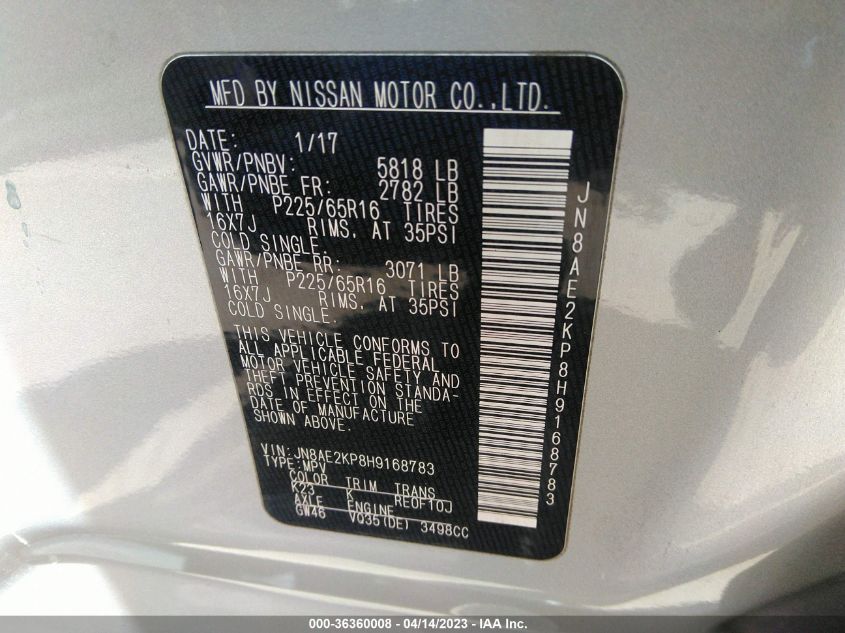 MFD BY NISSAN MOTOR CO.,LTD.
DATE: 1/17
GVWR/PNBV: 5818 LB
GAWR/PNBE FR: 2782 LB
WITH P225/65R16 TIRES
16X7J RIMS, AT 35PSI
COLD SINGLE.
GAWR/PNBE RR: 3071 LB
WITH P225/65R16 TIRES
16X7J RIMS, AT 35PSI
COLD SINGLE.
THIS VEHICLE CONFORMS TO
ALL APPLICABLE FEDERAL
MOTOR VEHICLE SAFETY AND
THEFT PREVENTION STANDA-
RDS IN EFFECT ON THE
DATE OF MANUFACTURE
SHOWN ABOVE.
VIN:JN8AE2KP8H9168783
TYPE:MPV
COLOR TRIM TRANS
K23 K RE0F10J
AXLE ENGINE
GW46 VQ35(DE) 3498CC
JN8AE2KP8H9168783
000-36360008 - 04/14/2023 - IAA Inc.